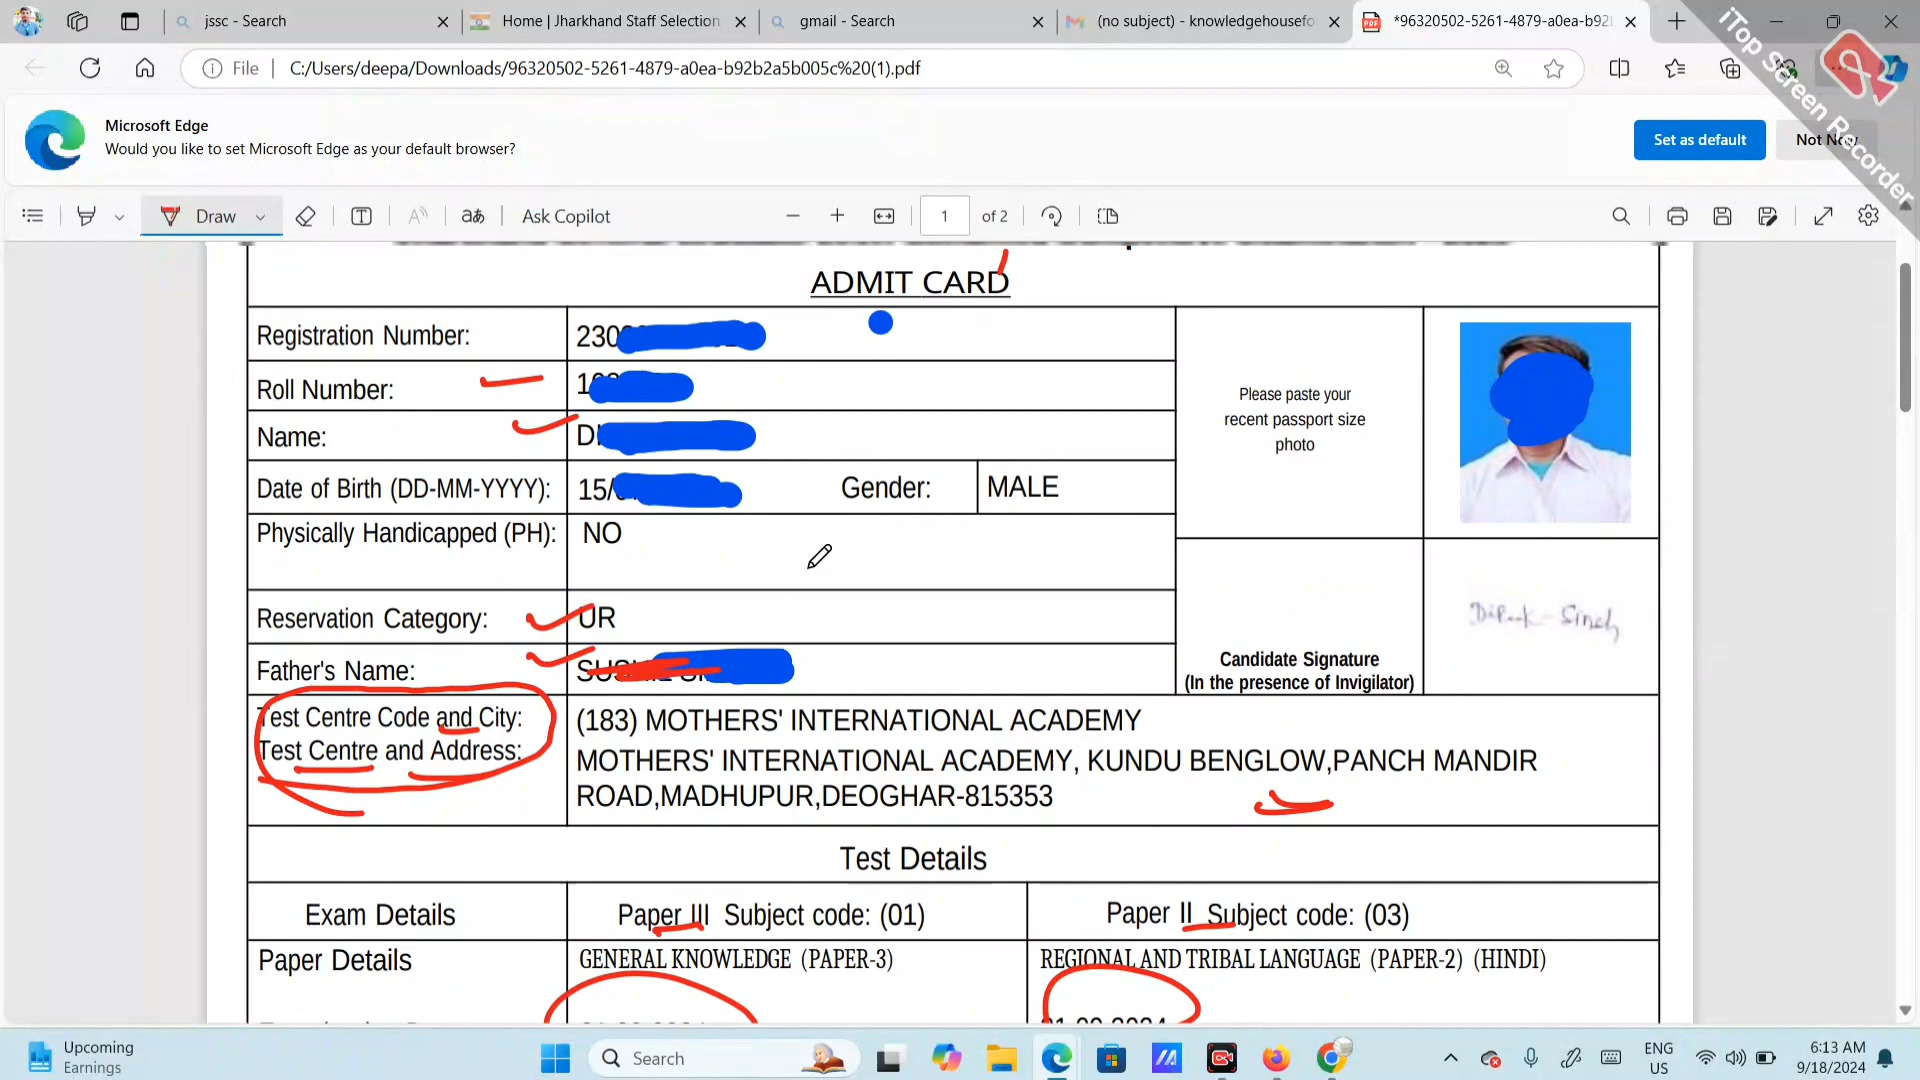 jssc - Search
Home | Jharkhand Staff Selection
gmail - Search
(no subject) - knowledgehousefo
*96320502-5261-4879-a0ea-b92l
File
C:/Users/deepa/Downloads/96320502-5261-4879-a0ea-b92b2a5b005c%20(1).pdf
iTop Screen Recorder
Microsoft Edge
Would you like to set Microsoft Edge as your default browser?
Set as default
Not Now
Draw
Ask Copilot
1 of 2
ADMIT CARD
Registration Number: 230
Roll Number: 1
Name: D
Date of Birth (DD-MM-YYYY): 15/
Gender: MALE
Physically Handicapped (PH): NO
Please paste your
recent passport size
photo
Reservation Category: UR
Father's Name:
Candidate Signature
(In the presence of Invigilator)
Test Centre Code and City: (183) MOTHERS' INTERNATIONAL ACADEMY
Test Centre and Address: MOTHERS' INTERNATIONAL ACADEMY, KUNDU BENGLOW,PANCH MANDIR
ROAD,MADHUPUR,DEOGHAR-815353
Test Details
Exam Details Paper III Subject code: (01) Paper II Subject code: (03)
Paper Details GENERAL KNOWLEDGE (PAPER-3) REGIONAL AND TRIBAL LANGUAGE (PAPER-2) (HINDI)
Upcoming
Earnings
Search
ENG
US
6:13 AM
9/18/2024